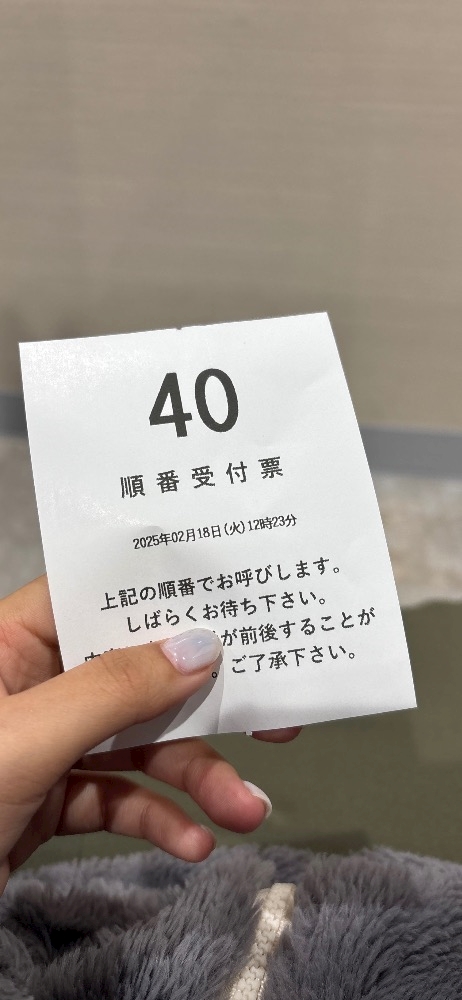 40
順番受付票
2025年02月18日(火)12時23分
上記の順番でお呼びします。
しばらくお待ち下さい。
が前後することが
。ご了承下さい。